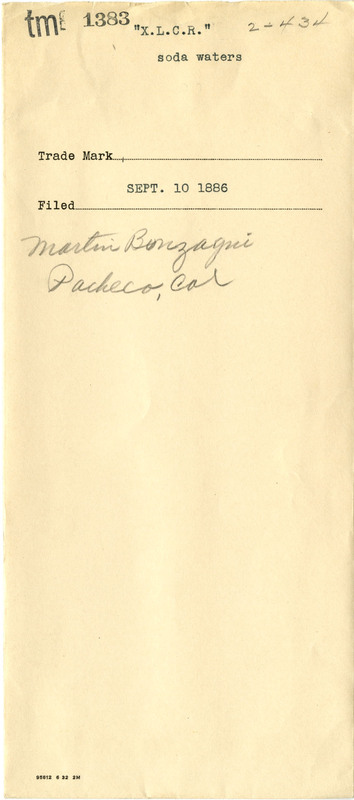 tm 1383 "X.L.C.R." 2-434
soda waters
Trade Mark
SEPT. 10 1886
Filed
Martin Bonzagni
Pacheco, Cal
95812 6 32 2M